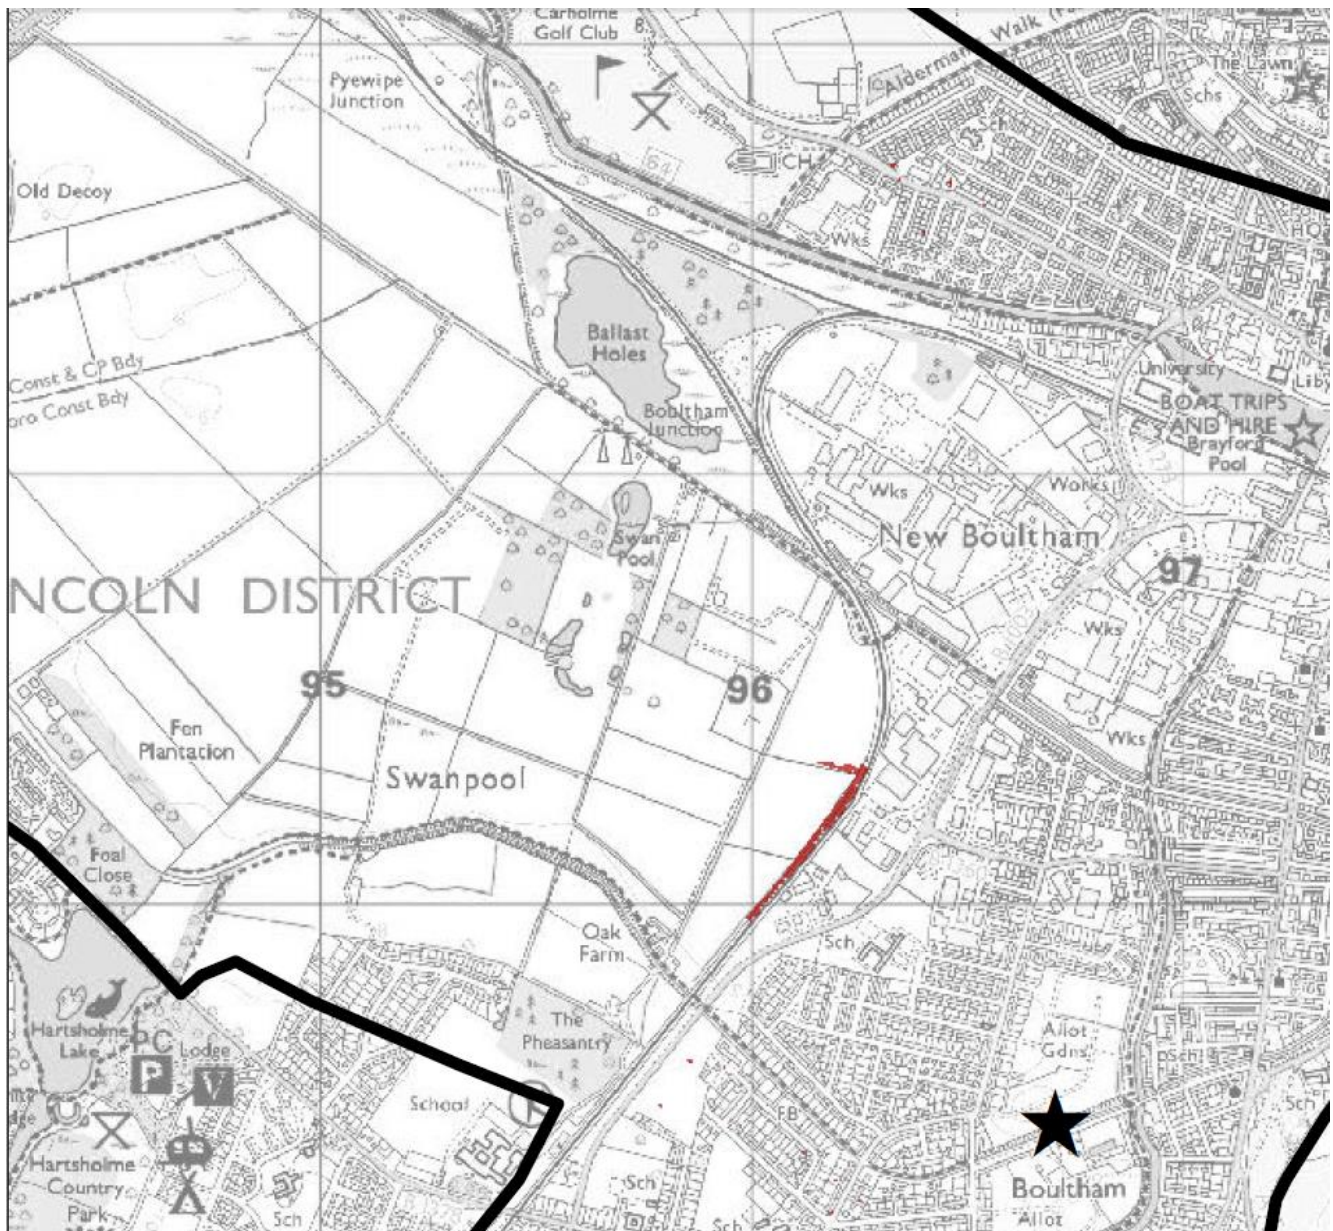 Carholme
Golf Club
Pyewipe
Junction
Alderman's Walk
The Lawn
Schs
64
CH
Old Decoy
Wks
HQ
Ballast
Holes
Const & CP Bdy
oro Const Bdy
University
Liby
BOAT TRIPS
AND HIRE
Brayford
Pool
Boultham
Junction
Wks
Works
New Boultham
Swan
Pool
97
NCOLN DISTRICT
Wks
95
96
Fen
Plantation
Wks
Swanpool
Foal
Close
Oak
Farm
Sch
Hartsholme
Lake
PC
P
Lodge
V
The
Pheasantry
Allot
Gdns
Sch
School
FB
Sch
Hartsholme
Country
Park
Sch
Sch
Boultham
Allot